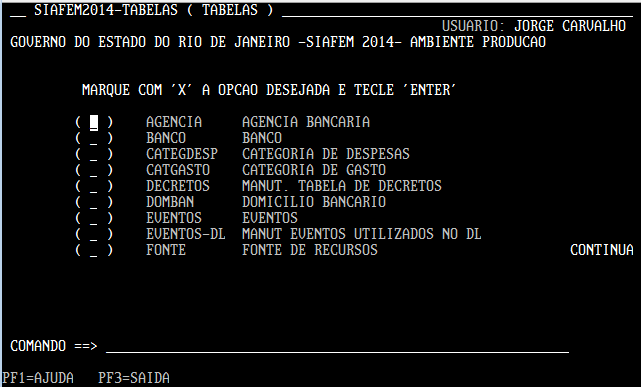 __ SIAFEM2014-TABELAS ( TABELAS ) ____________________________________________
USUARIO: JORGE CARVALHO
GOVERNO DO ESTADO DO RIO DE JANEIRO -SIAFEM 2014- AMBIENTE PRODUCAO
MARQUE COM 'X' A OPCAO DESEJADA E TECLE 'ENTER'
( _ ) AGENCIA AGENCIA BANCARIA
( _ ) BANCO BANCO
( _ ) CATEGDESP CATEGORIA DE DESPESAS
( _ ) CATGASTO CATEGORIA DE GASTO
( _ ) DECRETOS MANUT. TABELA DE DECRETOS
( _ ) DOMBAN DOMICILIO BANCARIO
( _ ) EVENTOS EVENTOS
( _ ) EVENTOS-DL MANUT EVENTOS UTILIZADOS NO DL
( _ ) FONTE FONTE DE RECURSOS CONTINUA
COMANDO ==> __________________________________________________________
PF1=AJUDA PF3=SAIDA